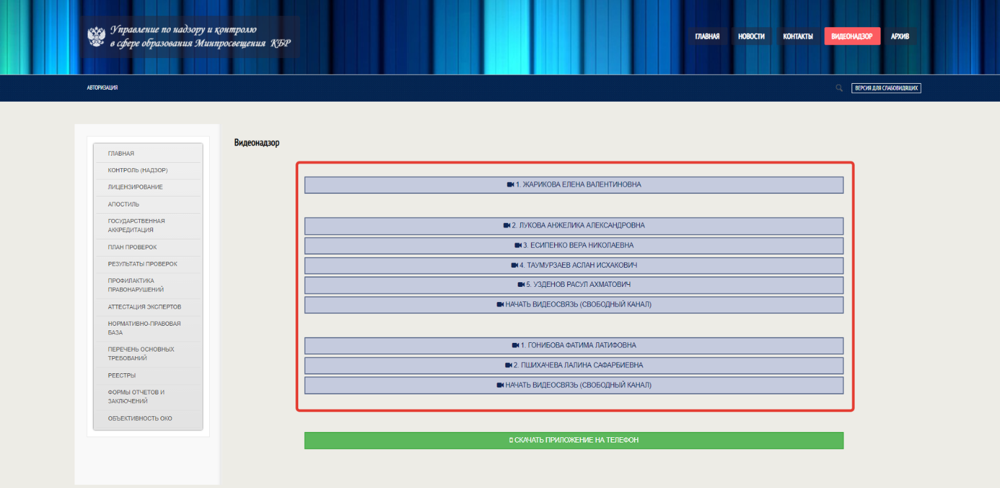 Управление по надзору и контролю
в сфере образования Минпросвещения КБР
ГЛАВНАЯ
НОВОСТИ
КОНТАКТЫ
ВИДЕОНАДЗОР
АРХИВ
АВТОРИЗАЦИЯ
ВЕРСИЯ ДЛЯ СЛАБОВИДЯЩИХ
ГЛАВНАЯ
КОНТРОЛЬ (НАДЗОР)
ЛИЦЕНЗИРОВАНИЕ
АПОСТИЛЬ
ГОСУДАРСТВЕННАЯ
АККРЕДИТАЦИЯ
ПЛАН ПРОВЕРОК
РЕЗУЛЬТАТЫ ПРОВЕРОК
ПРОФИЛАКТИКА
ПРАВОНАРУШЕНИЙ
АТТЕСТАЦИЯ ЭКСПЕРТОВ
НОРМАТИВНО-ПРАВОВАЯ
БАЗА
ПЕРЕЧЕНЬ ОСНОВНЫХ
ТРЕБОВАНИЙ
РЕЕСТРЫ
ФОРМЫ ОТЧЕТОВ И
ЗАКЛЮЧЕНИЙ
ОБЪЕКТИВНОСТЬ ОКО
Видеонадзор
1. ЖАРИКОВА ЕЛЕНА ВАЛЕНТИНОВНА
2. ЛУКОВА АНЖЕЛИКА АЛЕКСАНДРОВНА
3. ЕСИПЕНКО ВЕРА НИКОЛАЕВНА
4. ТАУМУРЗАЕВ АСЛАН ИСХАКОВИЧ
5. УЗДЕНОВ РАСУЛ АХМАТОВИЧ
НАЧАТЬ ВИДЕОСВЯЗЬ (СВОБОДНЫЙ КАНАЛ)
1. ГОНИБОВА ФАТИМА ЛАТИФОВНА
2. ПШИХАЧЕВА ЛАЛИНА САФАРБИЕВНА
НАЧАТЬ ВИДЕОСВЯЗЬ (СВОБОДНЫЙ КАНАЛ)
СКАЧАТЬ ПРИЛОЖЕНИЕ НА ТЕЛЕФОН